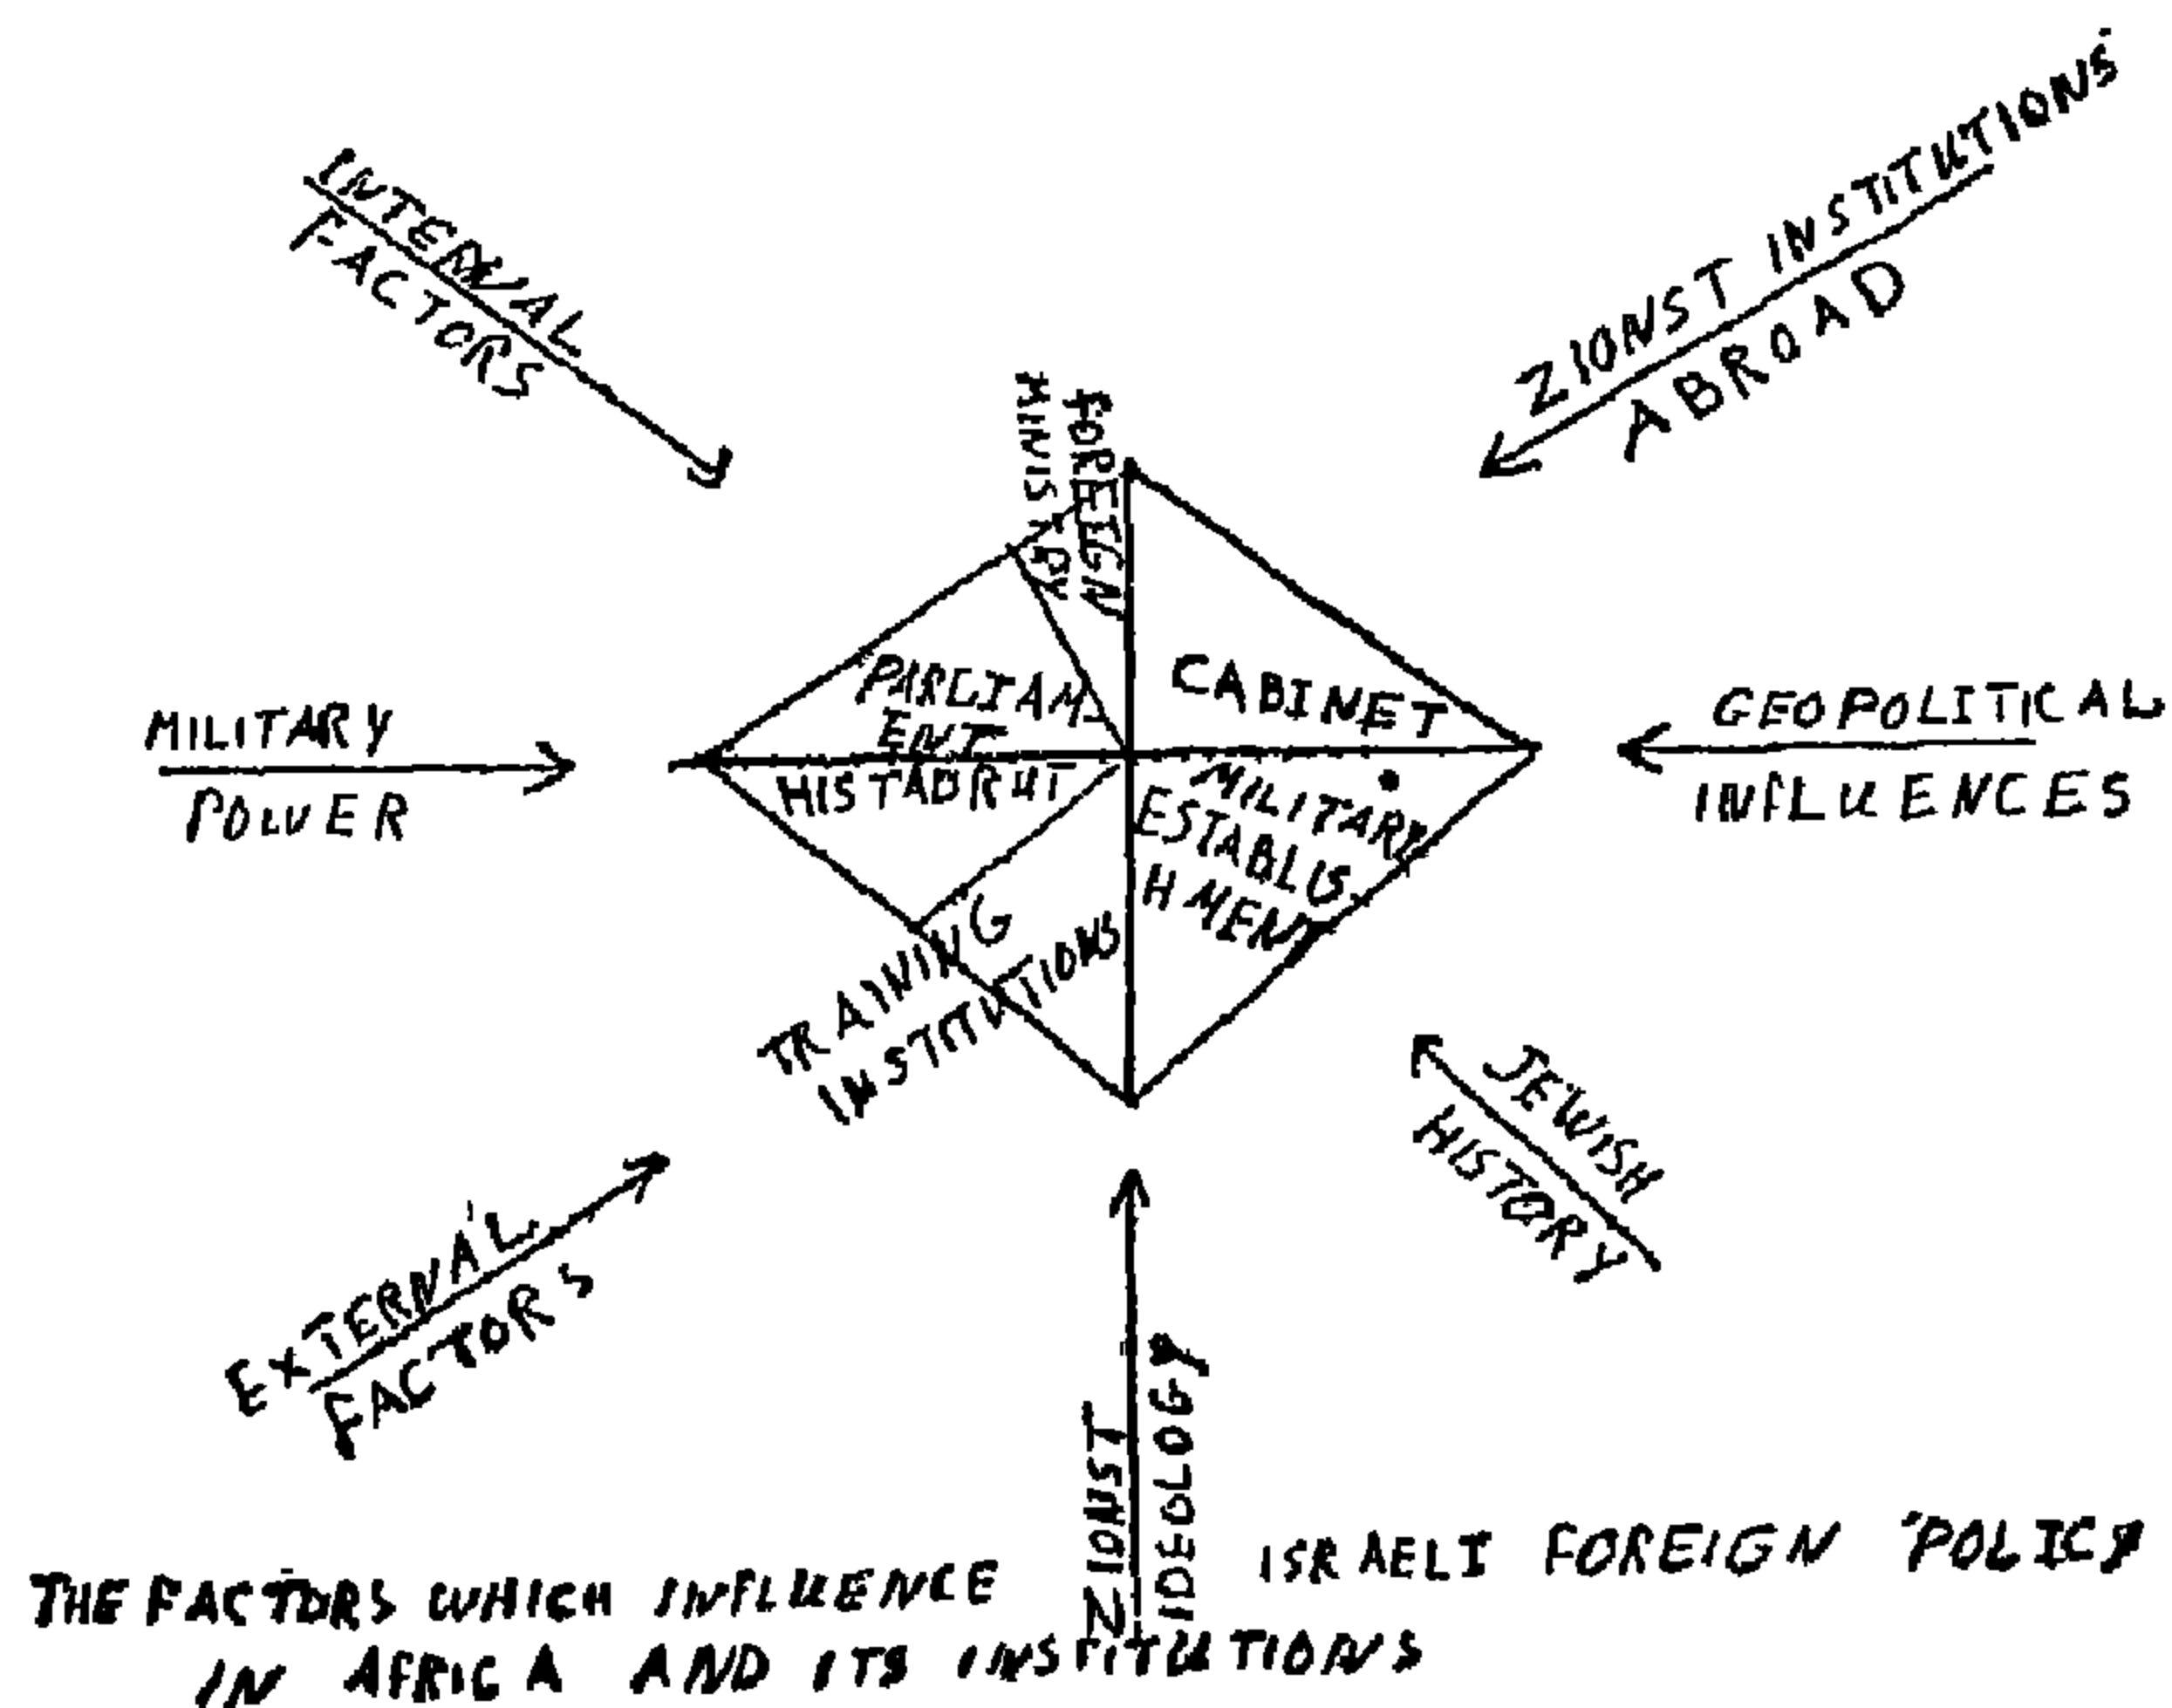 INTERNAL
FACTORS
ZIONST INSTITUTIONS
ABROAD
FOREIGN
MINISTRY
PARLIAM
ENT
CABINET
MILITARY
POWER
GEOPOLITICAL
INFLUENCES
HISTADRUT
MILITARY
ESTABLIS
HMENT
TRAINING
INSTITUTIONS
JEWISH
HISTORY
EXTERNAL
FACTORS
ZIONST
IDEOLOGY
THE FACTORS WHICH INFLUENCE ISRAELI FOREIGN POLICY
IN AFRICA AND ITS INSTITUTIONS